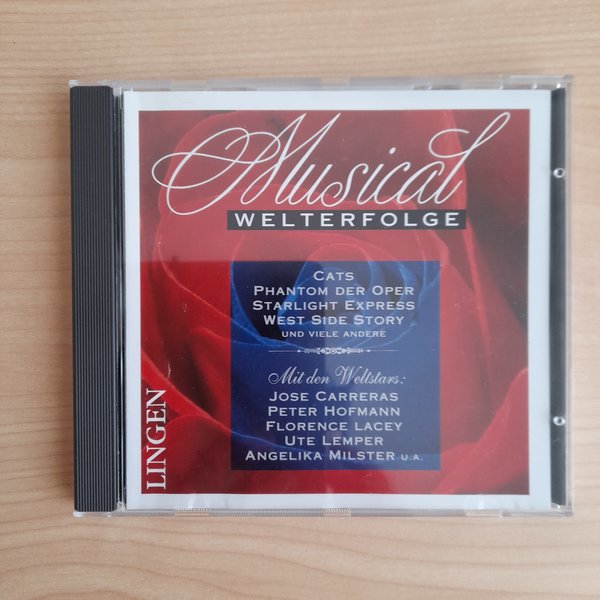 Musical
WELTERFOLGE
CATS
PHANTOM DER OPER
STARLIGHT EXPRESS
WEST SIDE STORY
UND VIELE ANDERE
Mit den Weltstars:
JOSE CARRERAS
PETER HOFMANN
FLORENCE LACEY
UTE LEMPER
ANGELIKA MILSTER U.A.
LINGEN